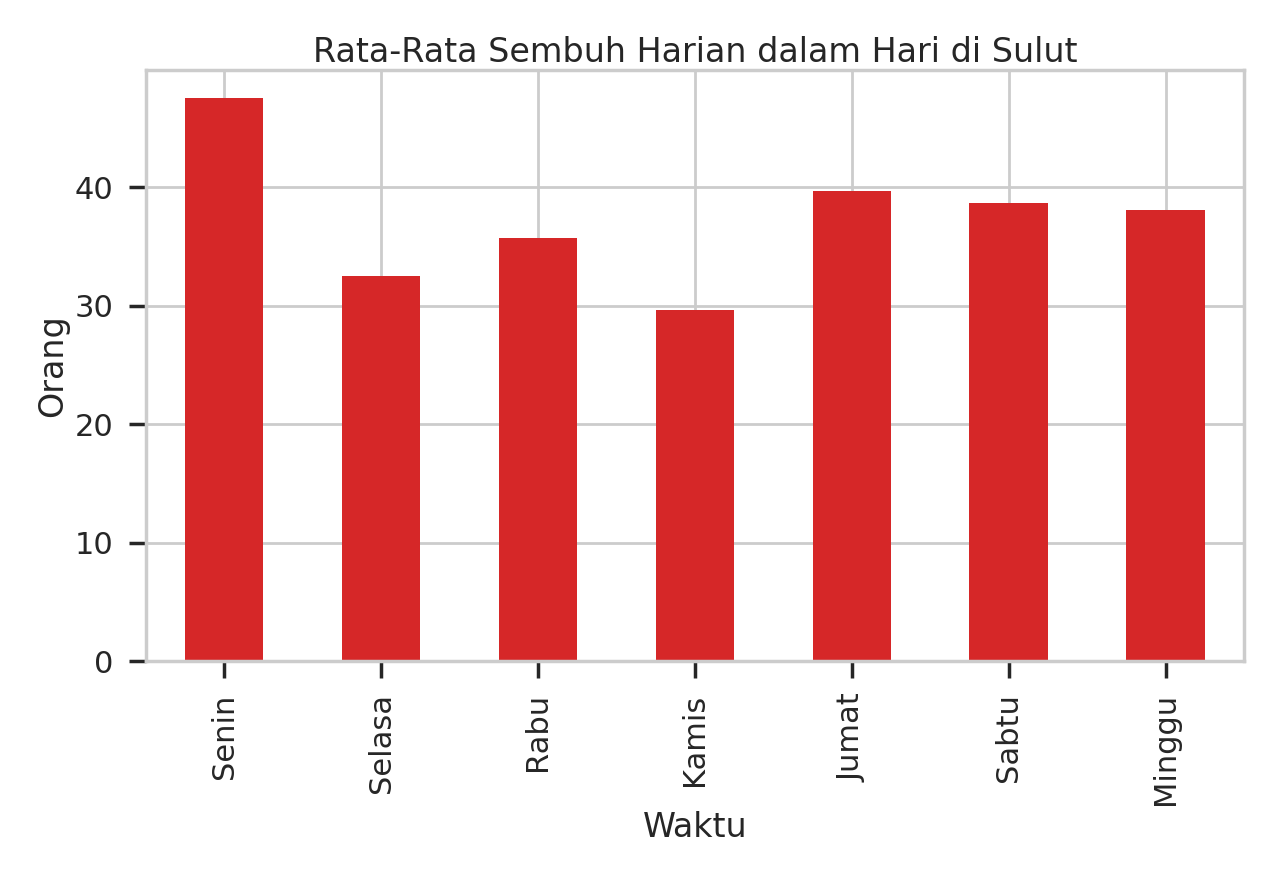 Rata-Rata Sembuh Harian dalam Hari di Sulut
Orang
40
30
20
10
0
Senin
Selasa
Rabu
Kamis
Jumat
Sabtu
Minggu
Waktu